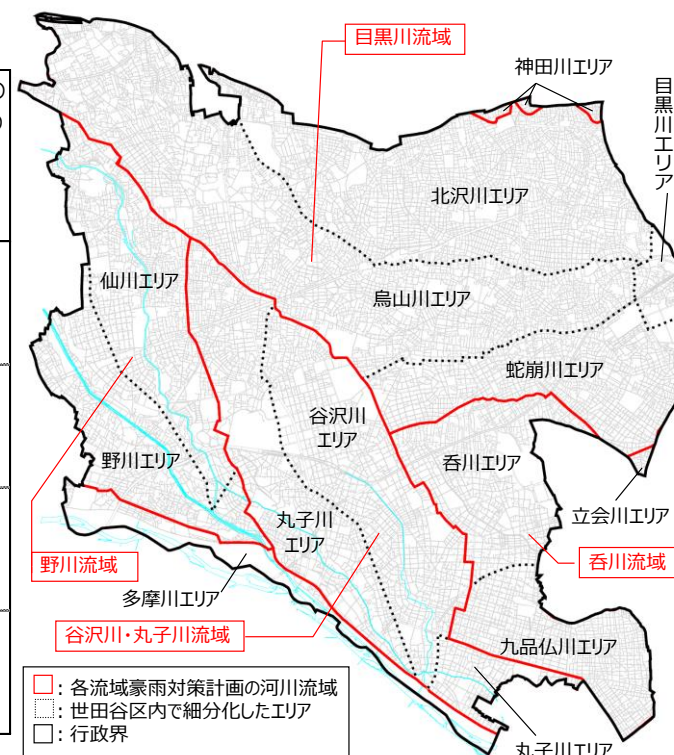 目黒川流域
神田川エリア
目黒川エリア
北沢川エリア
仙川エリア
烏山川エリア
蛇崩川エリア
谷沢川
エリア
呑川エリア
野川エリア
丸子川
エリア
立会川エリア
野川流域
呑川流域
多摩川エリア
谷沢川・丸子川流域
九品仏川エリア
丸子川エリア
：各流域豪雨対策計画の河川流域
：世田谷区内で細分化したエリア
：行政界